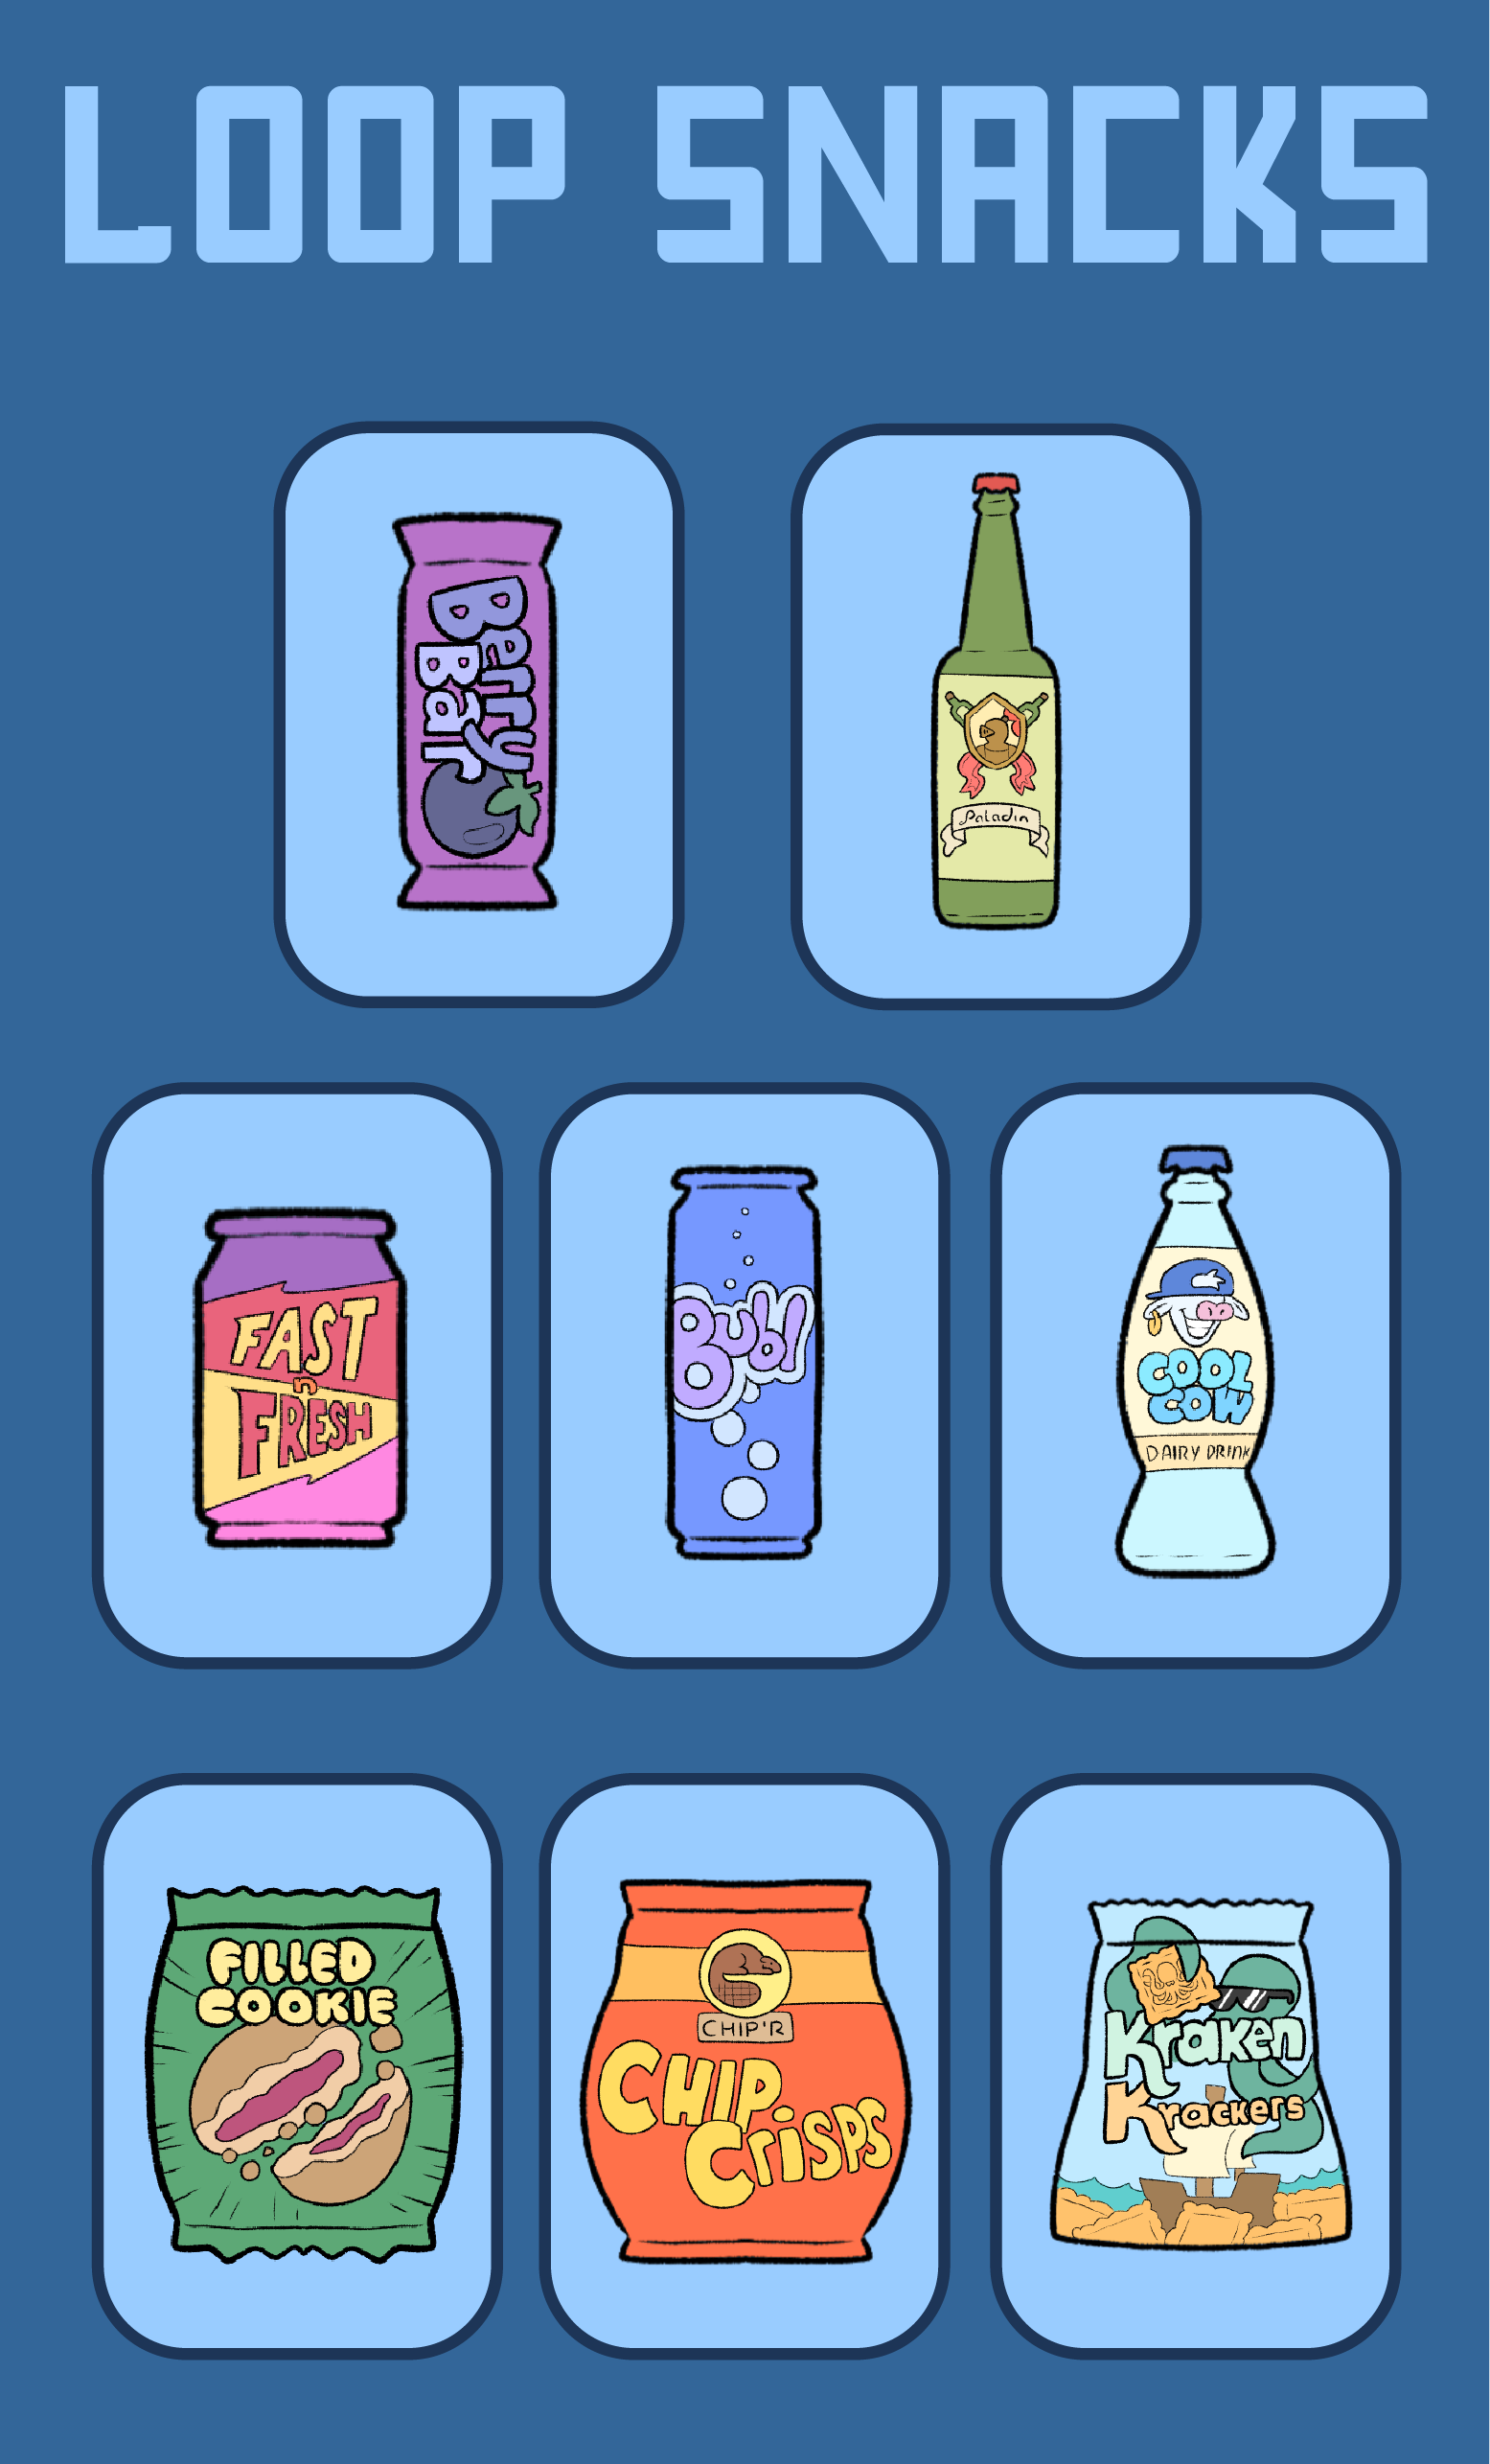 LOOP SNACKS
Berry
Bar
Paladin
FAST
n
FRESH
Bubl
COOL
COW
DAIRY DRINK
FILLED
COOKIE
CHIP'R
CHIP
CRISPS
Kraken
Krackers